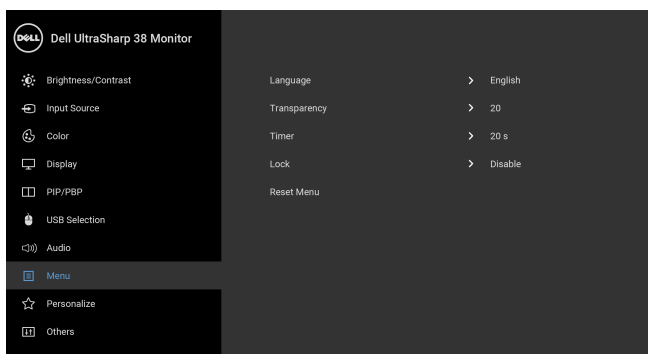 DELL Dell UltraSharp 38 Monitor
Brightness/Contrast
Input Source
Color
Display
PIP/PBP
USB Selection
Audio
Menu
Personalize
Others
Language > English
Transparency > 20
Timer > 20 s
Lock > Disable
Reset Menu